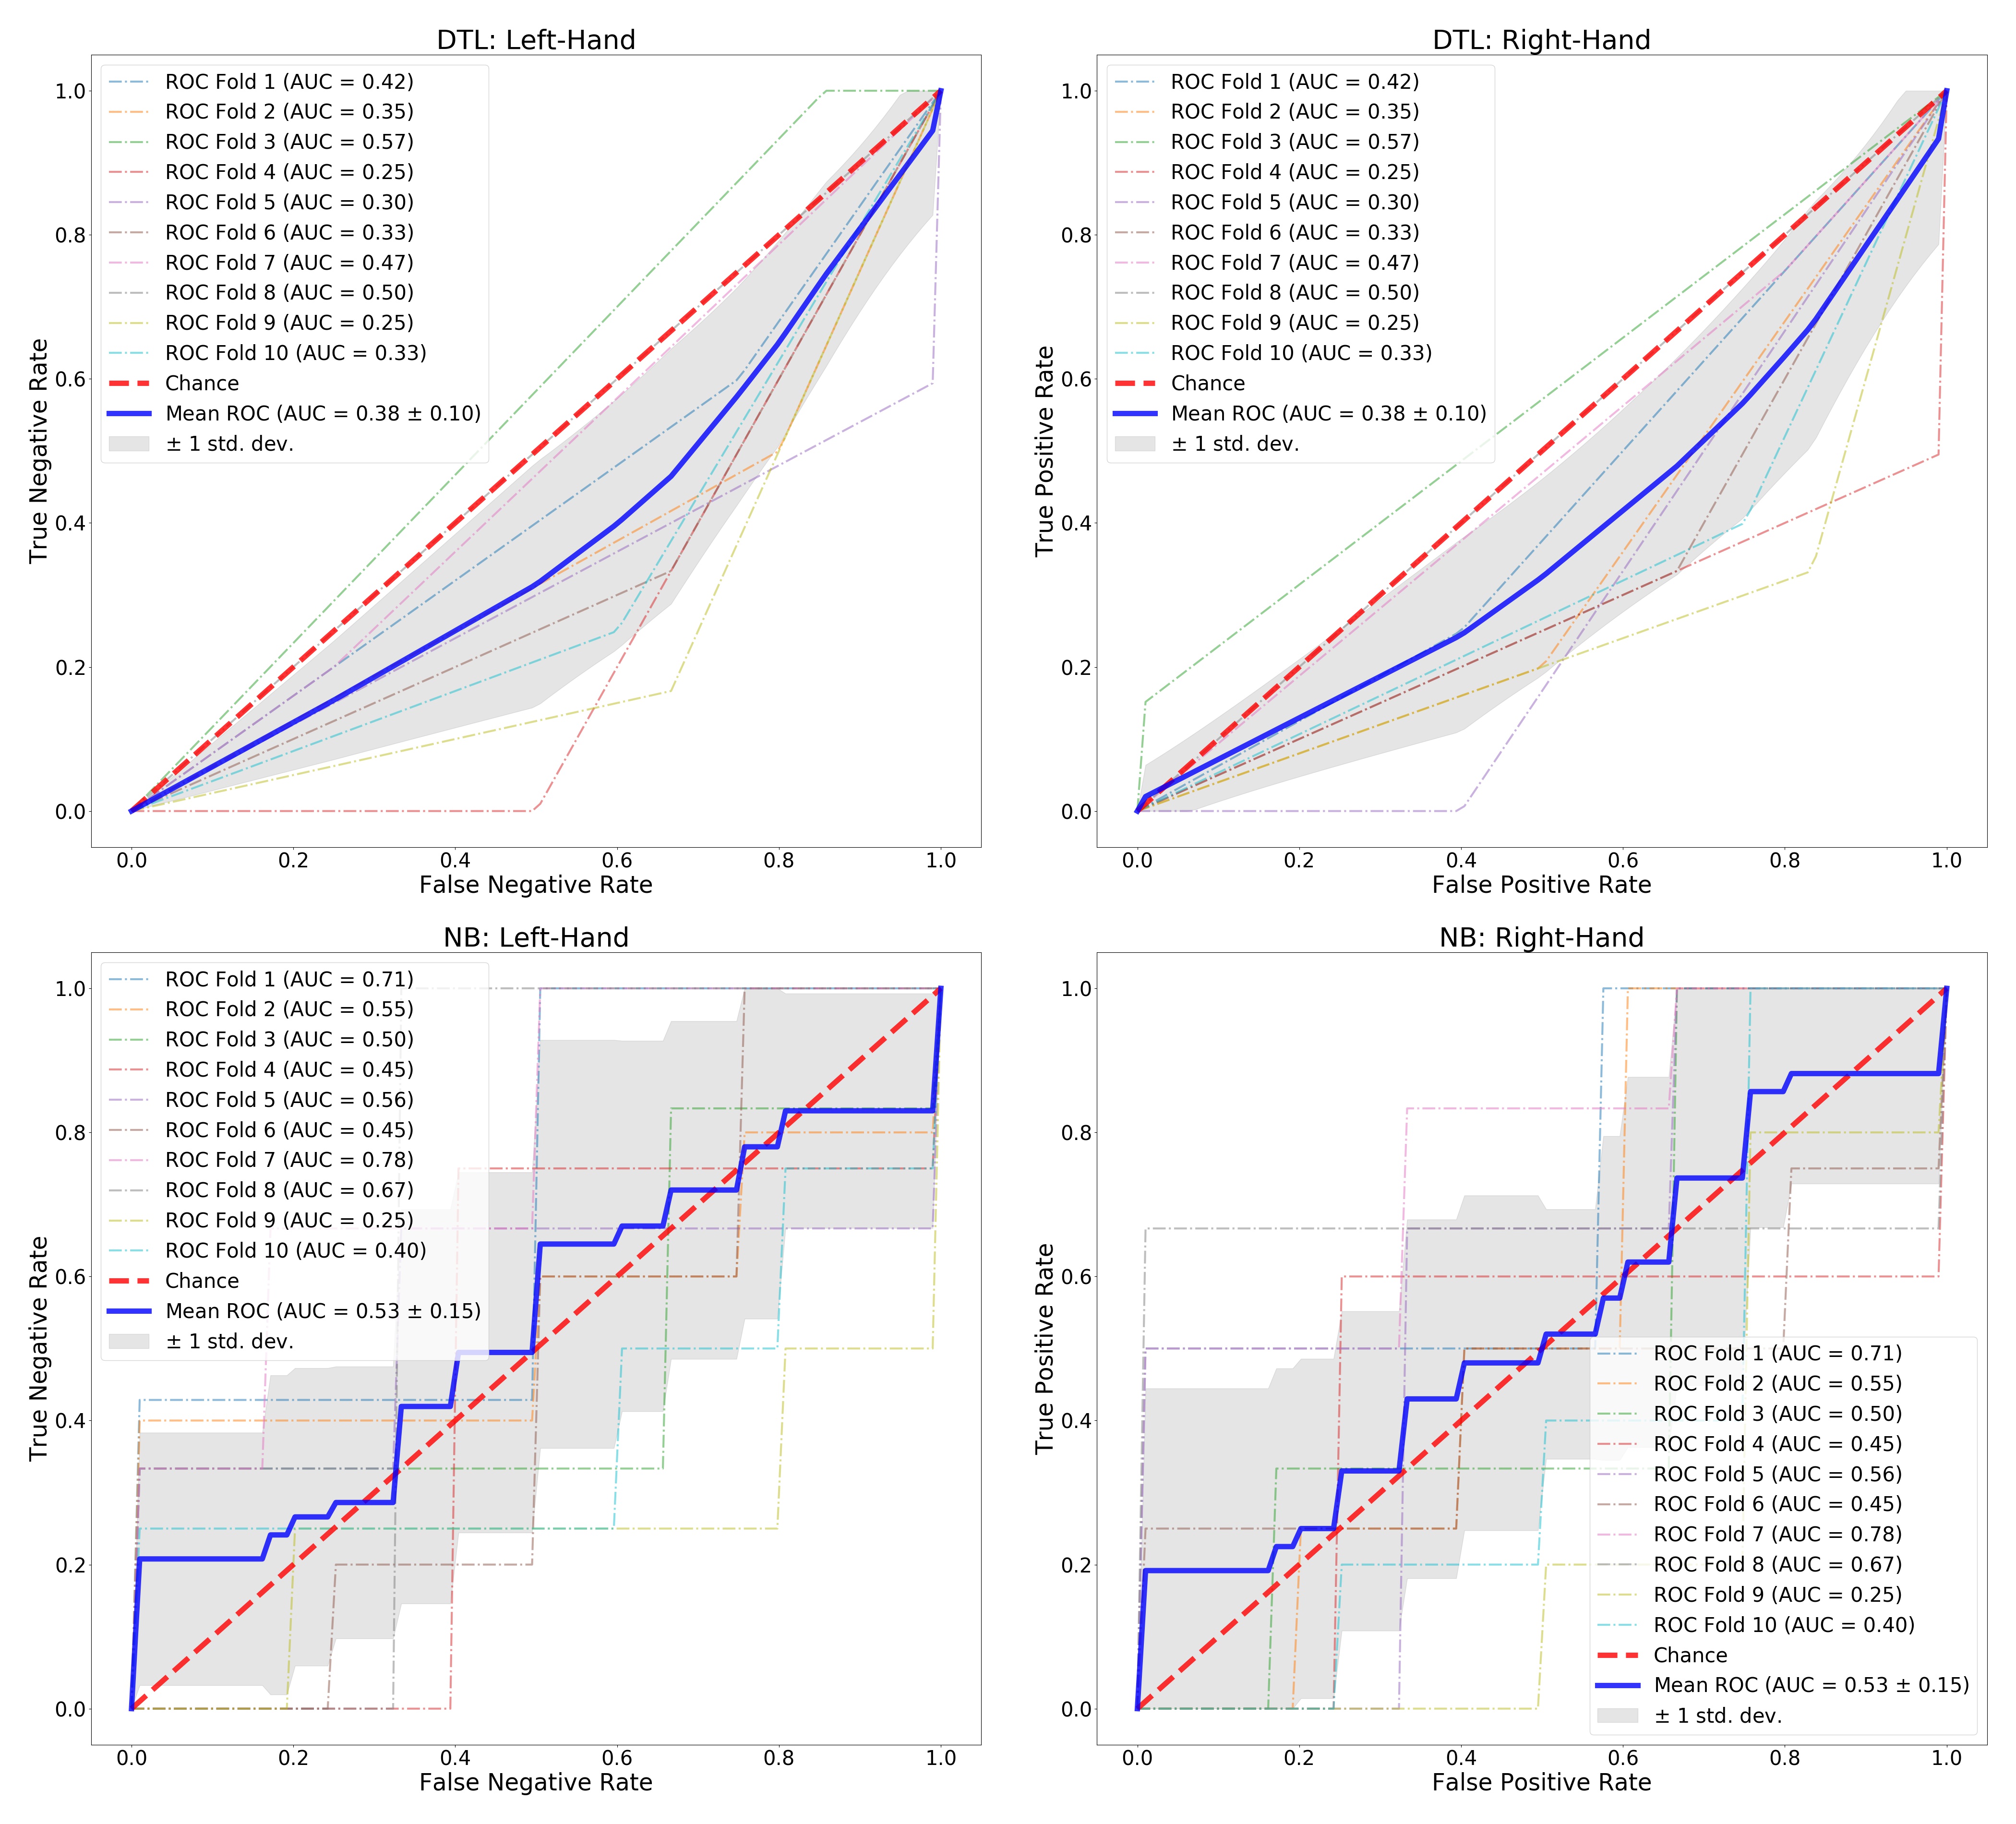 DTL: Left-Hand
True Negative Rate
1.0
0.8
0.6
0.4
0.2
0.0
ROC Fold 1 (AUC = 0.42)
ROC Fold 2 (AUC = 0.35)
ROC Fold 3 (AUC = 0.57)
ROC Fold 4 (AUC = 0.25)
ROC Fold 5 (AUC = 0.30)
ROC Fold 6 (AUC = 0.33)
ROC Fold 7 (AUC = 0.47)
ROC Fold 8 (AUC = 0.50)
ROC Fold 9 (AUC = 0.25)
ROC Fold 10 (AUC = 0.33)
Chance
Mean ROC (AUC = 0.38 ± 0.10)
± 1 std. dev.
0.0 0.2 0.4 0.6 0.8 1.0
False Negative Rate
DTL: Right-Hand
True Positive Rate
1.0
0.8
0.6
0.4
0.2
0.0
ROC Fold 1 (AUC = 0.42)
ROC Fold 2 (AUC = 0.35)
ROC Fold 3 (AUC = 0.57)
ROC Fold 4 (AUC = 0.25)
ROC Fold 5 (AUC = 0.30)
ROC Fold 6 (AUC = 0.33)
ROC Fold 7 (AUC = 0.47)
ROC Fold 8 (AUC = 0.50)
ROC Fold 9 (AUC = 0.25)
ROC Fold 10 (AUC = 0.33)
Chance
Mean ROC (AUC = 0.38 ± 0.10)
± 1 std. dev.
0.0 0.2 0.4 0.6 0.8 1.0
False Positive Rate
NB: Left-Hand
True Negative Rate
1.0
0.8
0.6
0.4
0.2
0.0
ROC Fold 1 (AUC = 0.71)
ROC Fold 2 (AUC = 0.55)
ROC Fold 3 (AUC = 0.50)
ROC Fold 4 (AUC = 0.45)
ROC Fold 5 (AUC = 0.56)
ROC Fold 6 (AUC = 0.45)
ROC Fold 7 (AUC = 0.78)
ROC Fold 8 (AUC = 0.67)
ROC Fold 9 (AUC = 0.25)
ROC Fold 10 (AUC = 0.40)
Chance
Mean ROC (AUC = 0.53 ± 0.15)
± 1 std. dev.
0.0 0.2 0.4 0.6 0.8 1.0
False Negative Rate
NB: Right-Hand
True Positive Rate
1.0
0.8
0.6
0.4
0.2
0.0
ROC Fold 1 (AUC = 0.71)
ROC Fold 2 (AUC = 0.55)
ROC Fold 3 (AUC = 0.50)
ROC Fold 4 (AUC = 0.45)
ROC Fold 5 (AUC = 0.56)
ROC Fold 6 (AUC = 0.45)
ROC Fold 7 (AUC = 0.78)
ROC Fold 8 (AUC = 0.67)
ROC Fold 9 (AUC = 0.25)
ROC Fold 10 (AUC = 0.40)
Chance
Mean ROC (AUC = 0.53 ± 0.15)
± 1 std. dev.
0.0 0.2 0.4 0.6 0.8 1.0
False Positive Rate